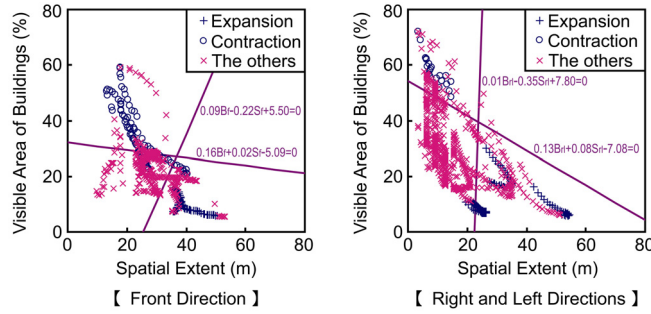 Visible Area of Buildings (%)
80
60
40
20
0
0 20 40 60 80
Spatial Extent (m)
Expansion
Contraction
The others
0.09Bf-0.22Sf+5.50=0
0.16Bf+0.02Sf-5.09=0
【 Front Direction 】
Visible Area of Buildings (%)
80
60
40
20
0
0 20 40 60 80
Spatial Extent (m)
Expansion
Contraction
The others
0.01Brl-0.35Srl+7.80=0
0.13Brl+0.08Srl-7.08=0
【 Right and Left Directions 】